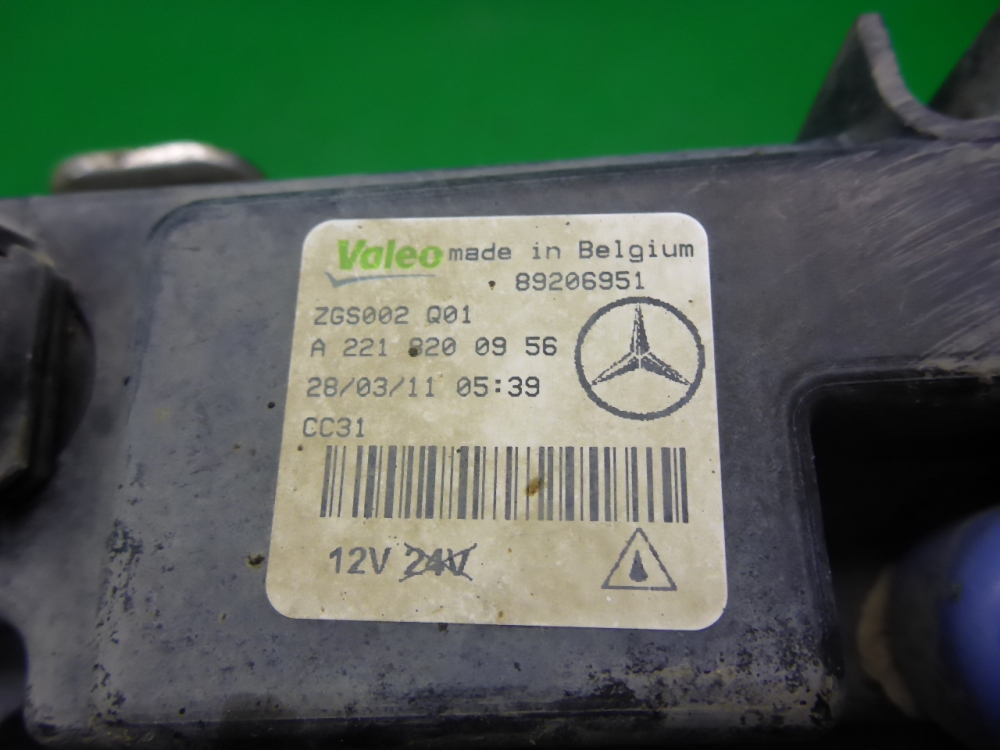 Valeo made in Belgium
89206951
ZGS002 Q01
A 221 820 09 56
28/03/11 05:39
CC31
12V 24V